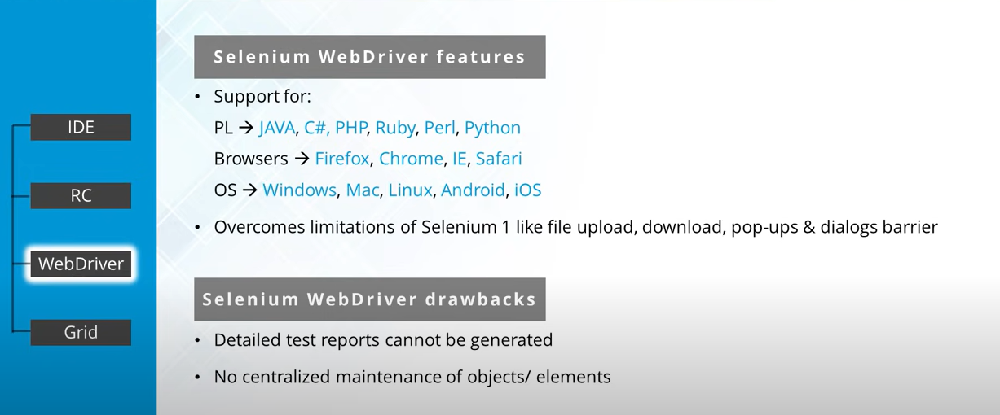 IDE
RC
WebDriver
Grid
Selenium WebDriver features
• Support for:
PL → JAVA, C#, PHP, Ruby, Perl, Python
Browsers → Firefox, Chrome, IE, Safari
OS → Windows, Mac, Linux, Android, iOS
• Overcomes limitations of Selenium 1 like file upload, download, pop-ups & dialogs barrier
Selenium WebDriver drawbacks
• Detailed test reports cannot be generated
• No centralized maintenance of objects/ elements